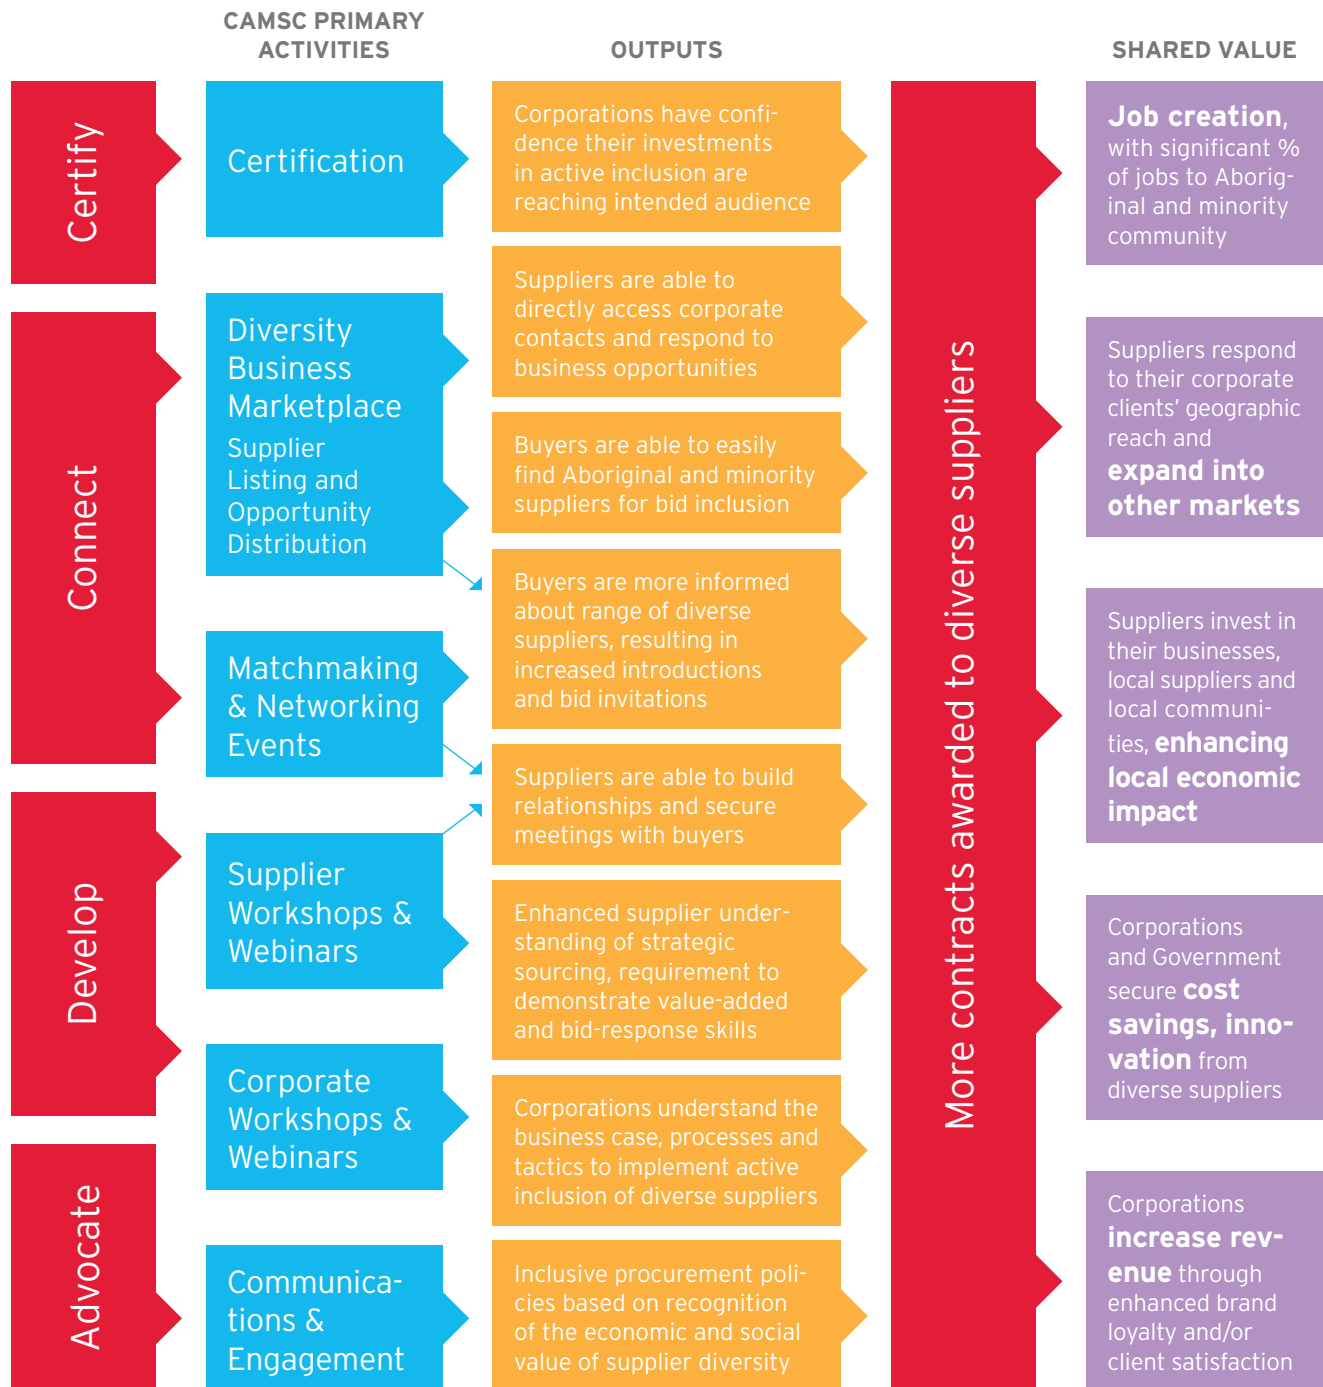 CAMSC PRIMARY
ACTIVITIES
OUTPUTS
SHARED VALUE
Certify
Connect
Develop
Advocate
Certification
Diversity
Business
Marketplace
Supplier
Listing and
Opportunity
Distribution
Matchmaking
& Networking
Events
Supplier
Workshops &
Webinars
Corporate
Workshops &
Webinars
Communica-
tions &
Engagement
Corporations have confi-
dence their investments
in active inclusion are
reaching intended audience
Suppliers are able to
directly access corporate
contacts and respond to
business opportunities
Buyers are able to easily
find Aboriginal and minority
suppliers for bid inclusion
Buyers are more informed
about range of diverse
suppliers, resulting in
increased introductions
and bid invitations
Suppliers are able to build
relationships and secure
meetings with buyers
Enhanced supplier under-
standing of strategic
sourcing, requirement to
demonstrate value-added
and bid-response skills
Corporations understand the
business case, processes and
tactics to implement active
inclusion of diverse suppliers
Inclusive procurement poli-
cies based on recognition
of the economic and social
value of supplier diversity
More contracts awarded to diverse suppliers
Job creation,
with significant %
of jobs to Aborig-
inal and minority
community
Suppliers respond
to their corporate
clients' geographic
reach and
expand into
other markets
Suppliers invest in
their businesses,
local suppliers and
local communi-
ties, enhancing
local economic
impact
Corporations
and Government
secure cost
savings, inno-
vation from
diverse suppliers
Corporations
increase rev-
enue through
enhanced brand
loyalty and/or
client satisfaction